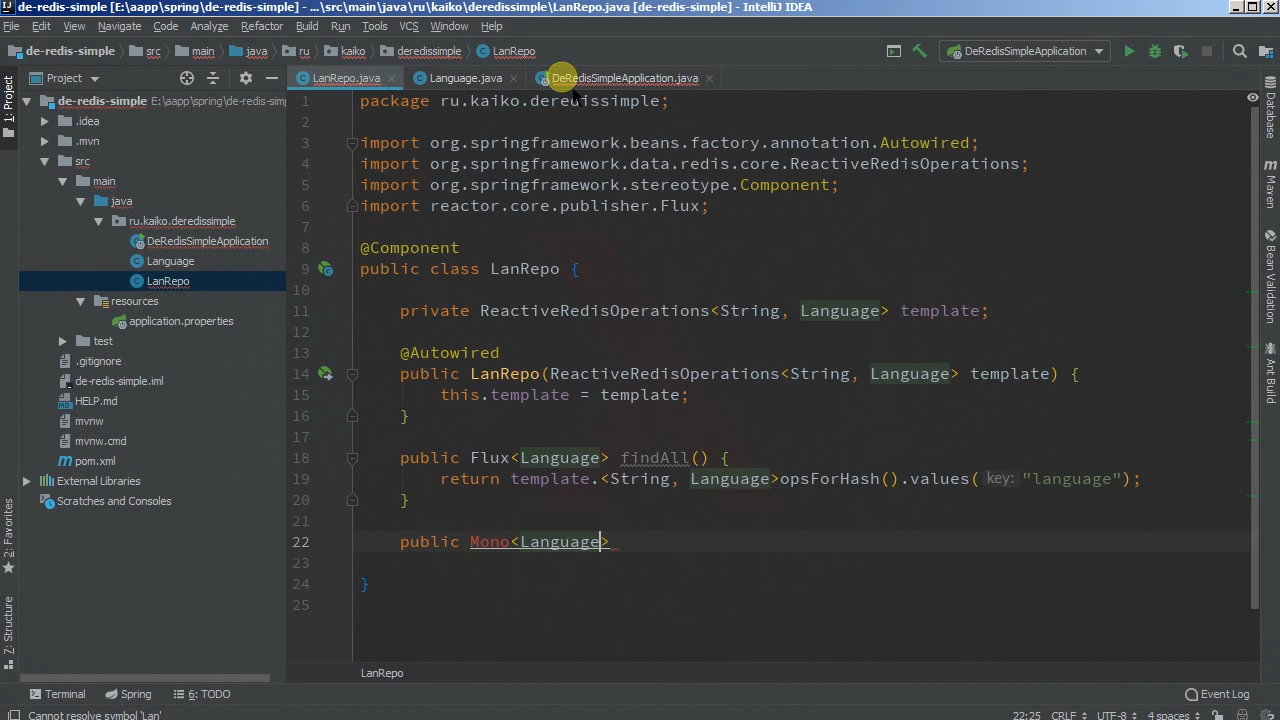 de-redis-simple [E:\aapp\spring\de-redis-simple] - ...\src\main\java\ru\kaiko\deredissimple\LanRepo.java [de-redis-simple] - IntelliJ IDEA
File Edit View Navigate Code Analyze Refactor Build Run Tools VCS Window Help
de-redis-simple src main java ru kaiko deredissimple LanRepo DeRedisSimpleApplication
Project LanRepo.java Language.java DeRedisSimpleApplication.java
1: Project
de-redis-simple E:\aapp\spring\de-redis-sim
.idea
.mvn
src
main
java
ru.kaiko.deredissimple
DeRedisSimpleApplication
Language
LanRepo
resources
application.properties
test
.gitignore
de-redis-simple.iml
HELP.md
mvnw
mvnw.cmd
pom.xml
External Libraries
Scratches and Consoles
2: Favorites
7: Structure
1 package ru.kaiko.deredissimple;
2
3 import org.springframework.beans.factory.annotation.Autowired;
4 import org.springframework.data.redis.core.ReactiveRedisOperations;
5 import org.springframework.stereotype.Component;
6 import reactor.core.publisher.Flux;
7
8 @Component
9 public class LanRepo {
10
11 private ReactiveRedisOperations<String, Language> template;
12
13 @Autowired
14 public LanRepo(ReactiveRedisOperations<String, Language> template) {
15 this.template = template;
16 }
17
18 public Flux<Language> findAll() {
19 return template.<String, Language>opsForHash().values( key: "language");
20 }
21
22 public Mono<Language>
23
24 }
25
LanRepo
Database
Maven
Bean Validation
Ant Build
Terminal Spring 6: TODO Event Log
Cannot resolve symbol 'Lan' 22:25 CRLF UTF-8 4 spaces